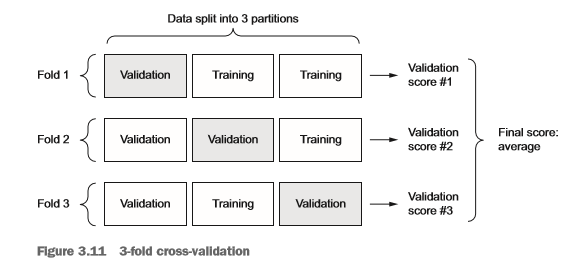 Data split into 3 partitions
Fold 1 Validation Training Training Validation score #1
Fold 2 Validation Validation Training Validation score #2
Final score: average
Fold 3 Validation Training Validation Validation score #3
Figure 3.11 3-fold cross-validation